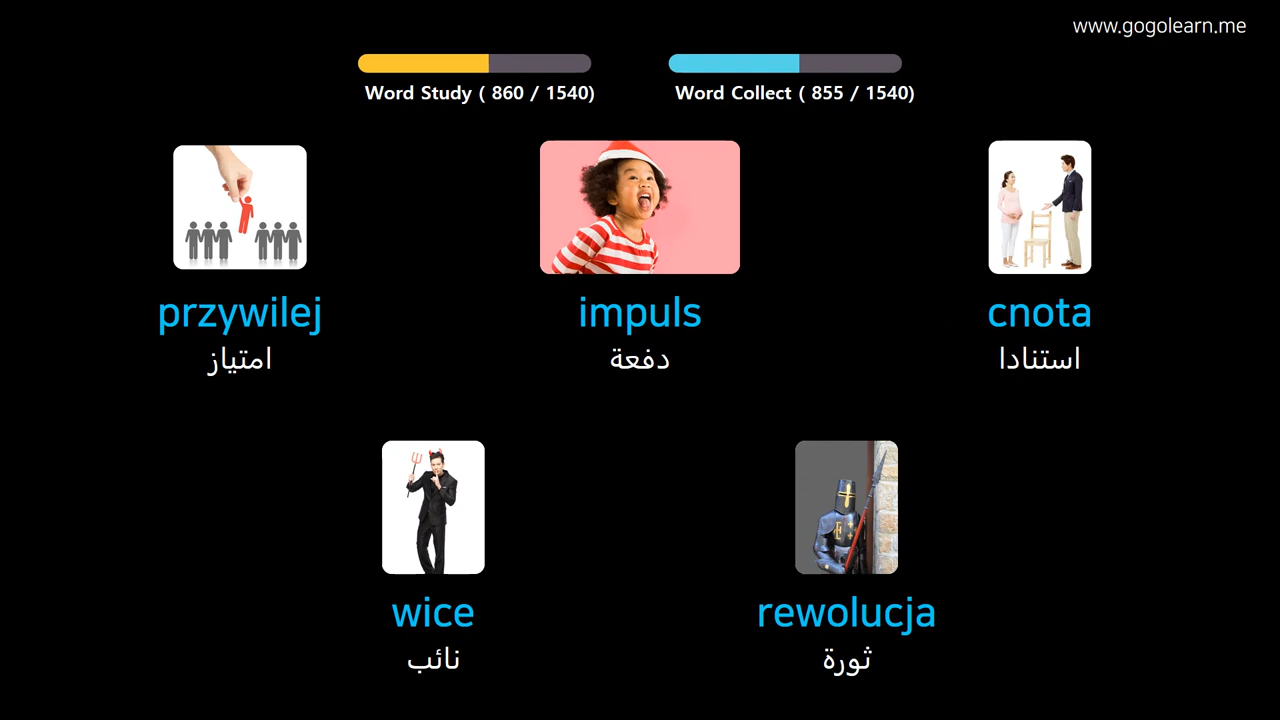 www.gogolearn.me
Word Study ( 860 / 1540)
Word Collect ( 855 / 1540)
przywilej
امتياز
impuls
دفعة
cnota
استنادا
wice
نائب
rewolucja
ثورة